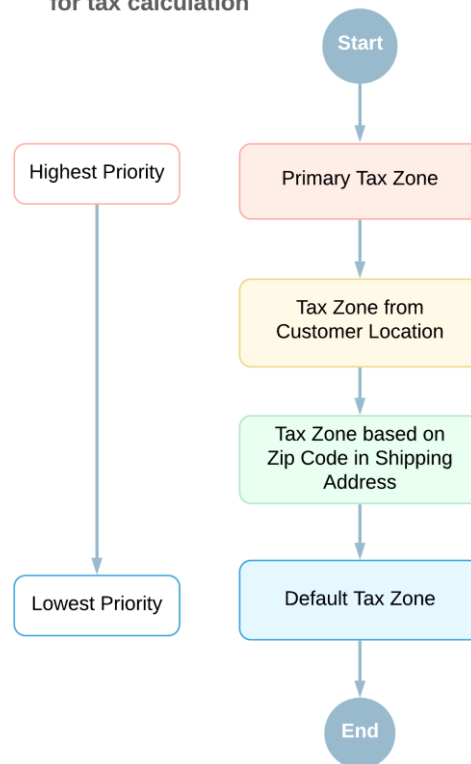 for tax calculation
Start
Highest Priority
Primary Tax Zone
Tax Zone from
Customer Location
Tax Zone based on
Zip Code in Shipping
Address
Lowest Priority
Default Tax Zone
End